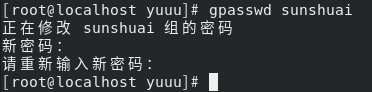 [root@localhost yuuu]# gpasswd sunshuai
正在修改 sunshuai 组的密码
新密码：
请重新输入新密码：
[root@localhost yuuu]#